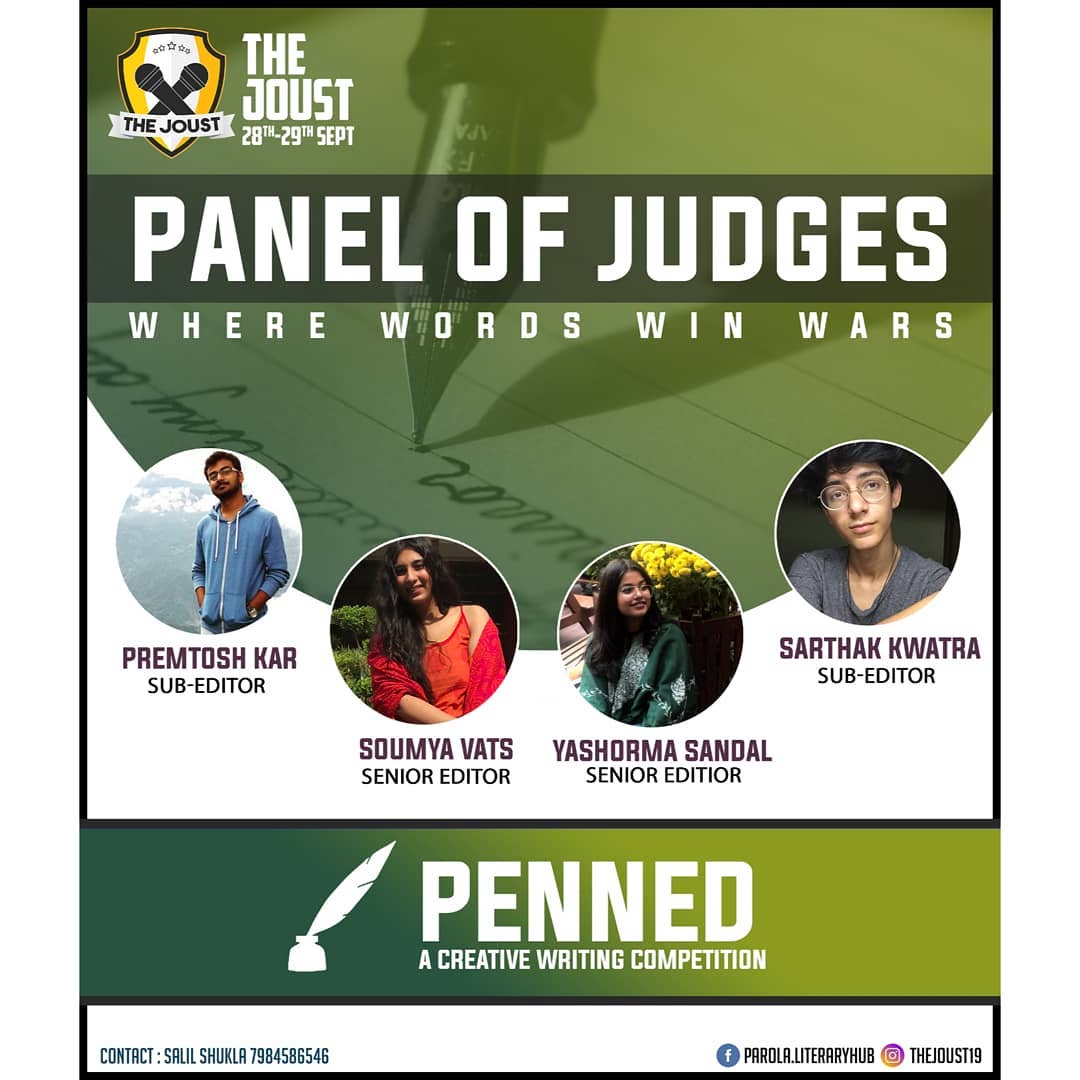 THE JOUST
THE
JOUST
28TH-29TH SEPT
PANEL OF JUDGES
WHERE WORDS WIN WARS
PREMTOSH KAR
SUB-EDITOR
SOUMYA VATS
SENIOR EDITOR
YASHORMA SANDAL
SENIOR EDITIOR
SARTHAK KWATRA
SUB-EDITOR
PENNED
A CREATIVE WRITING COMPETITION
CONTACT : SALIL SHUKLA 7984586546
PAROLA.LITERARYHUB
THEJOUST19